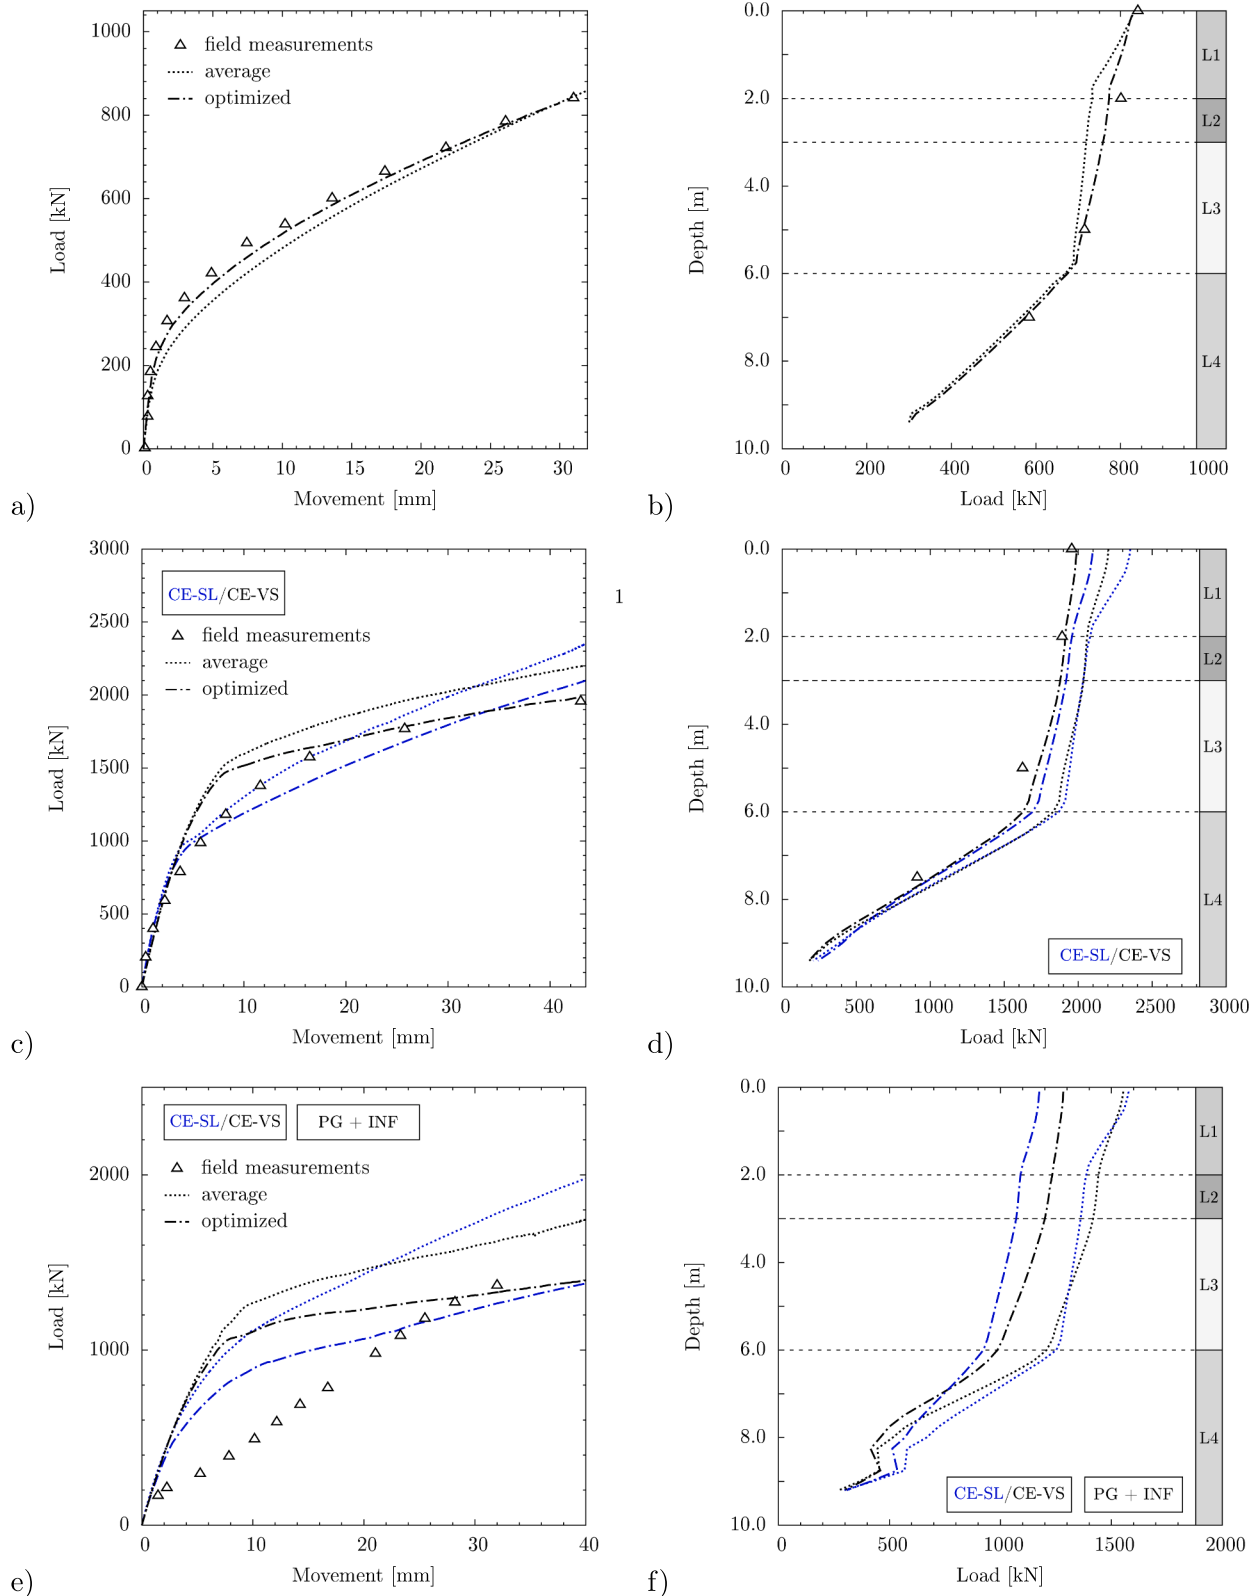 1000
800
600
400
200
0
Load [kN]
field measurements
average
optimized
0 5 10 15 20 25 30
Movement [mm]
a)
0.0
2.0
4.0
6.0
8.0
10.0
Depth [m]
L1
L2
L3
L4
0 200 400 600 800 1000
Load [kN]
b)
3000
2500
2000
1500
1000
500
0
Load [kN]
CE-SL/CE-VS
field measurements
average
optimized
0 10 20 30 40
Movement [mm]
c)
1
0.0
2.0
4.0
6.0
8.0
10.0
Depth [m]
L1
L2
L3
L4
CE-SL/CE-VS
0 500 1000 1500 2000 2500 3000
Load [kN]
d)
2000
1000
0
Load [kN]
CE-SL/CE-VS PG + INF
field measurements
average
optimized
0 10 20 30 40
Movement [mm]
e)
0.0
2.0
4.0
6.0
8.0
10.0
Depth [m]
L1
L2
L3
L4
CE-SL/CE-VS PG + INF
0 500 1000 1500 2000
Load [kN]
f)